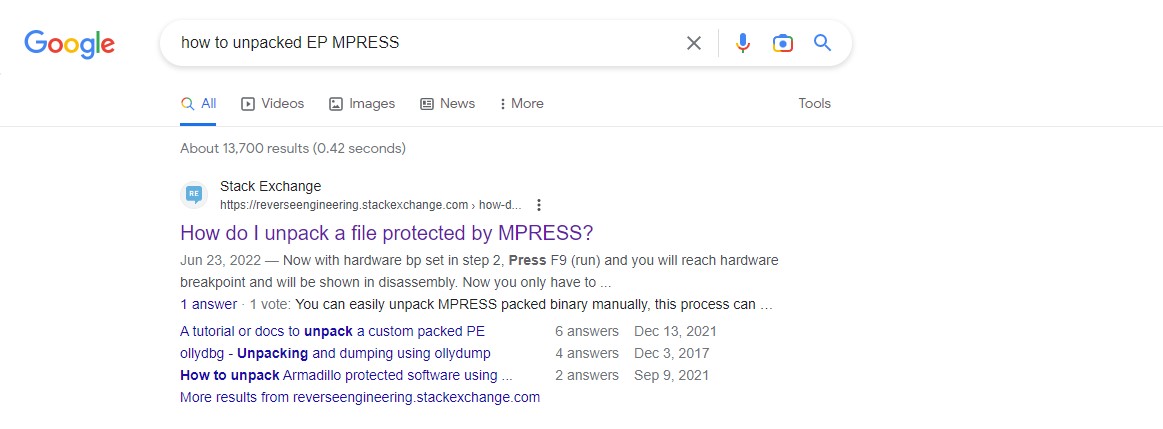 Google
how to unpacked EP MPRESS
All Videos Images News More Tools
About 13,700 results (0.42 seconds)
RE
Stack Exchange
https://reverseengineering.stackexchange.com › how-d...
How do I unpack a file protected by MPRESS?
Jun 23, 2022 — Now with hardware bp set in step 2, Press F9 (run) and you will reach hardware
breakpoint and will be shown in disassembly. Now you only have to ...
1 answer · 1 vote: You can easily unpack MPRESS packed binary manually, this process can ...
A tutorial or docs to unpack a custom packed PE 6 answers Dec 13, 2021
ollydbg - Unpacking and dumping using ollydump 4 answers Dec 3, 2017
How to unpack Armadillo protected software using ... 2 answers Sep 9, 2021
More results from reverseengineering.stackexchange.com